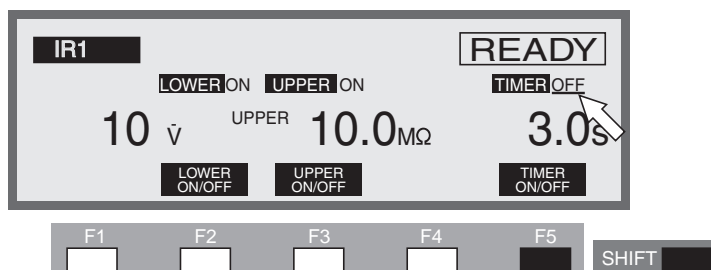 IR1 READY
LOWER ON UPPER ON TIMER OFF
10 V̄ UPPER 10.0MΩ 3.0s
LOWER ON/OFF UPPER ON/OFF TIMER ON/OFF
F1 F2 F3 F4 F5
SHIFT